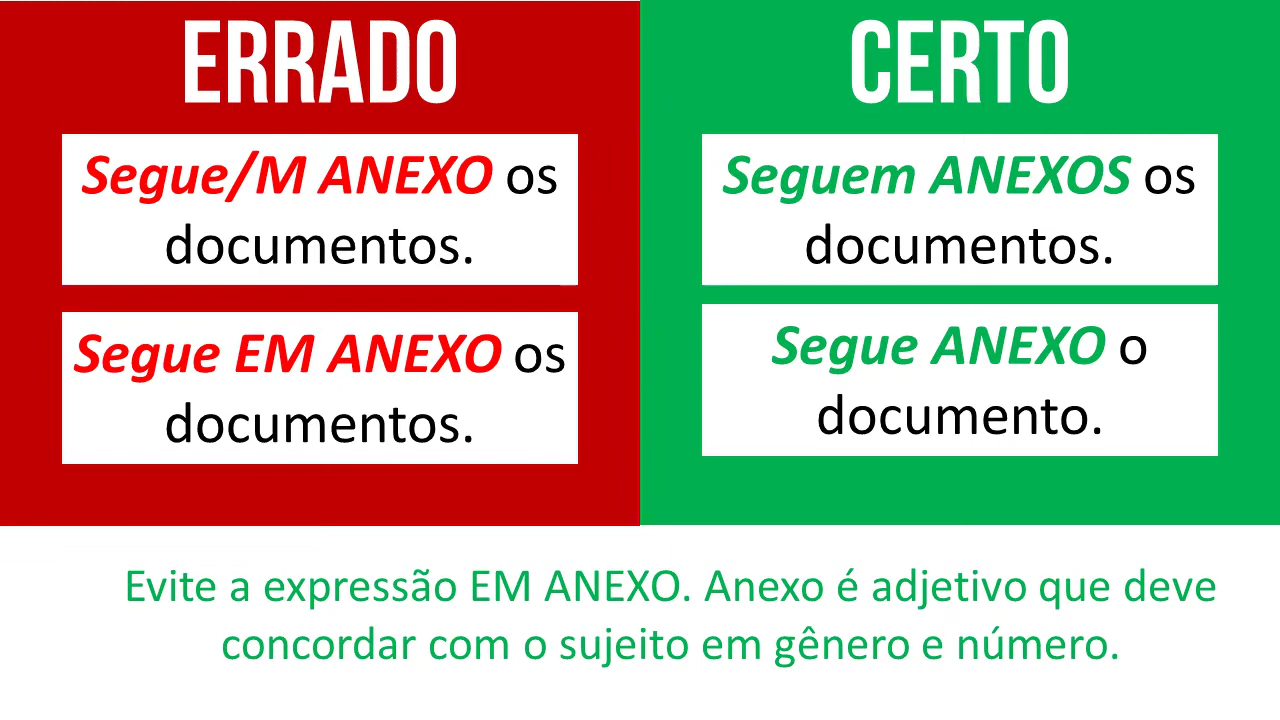 ERRADO
Segue/M ANEXO os
documentos.
Segue EM ANEXO os
documentos.
CERTO
Seguem ANEXOS os
documentos.
Segue ANEXO o
documento.
Evite a expressão EM ANEXO. Anexo é adjetivo que deve
concordar com o sujeito em gênero e número.